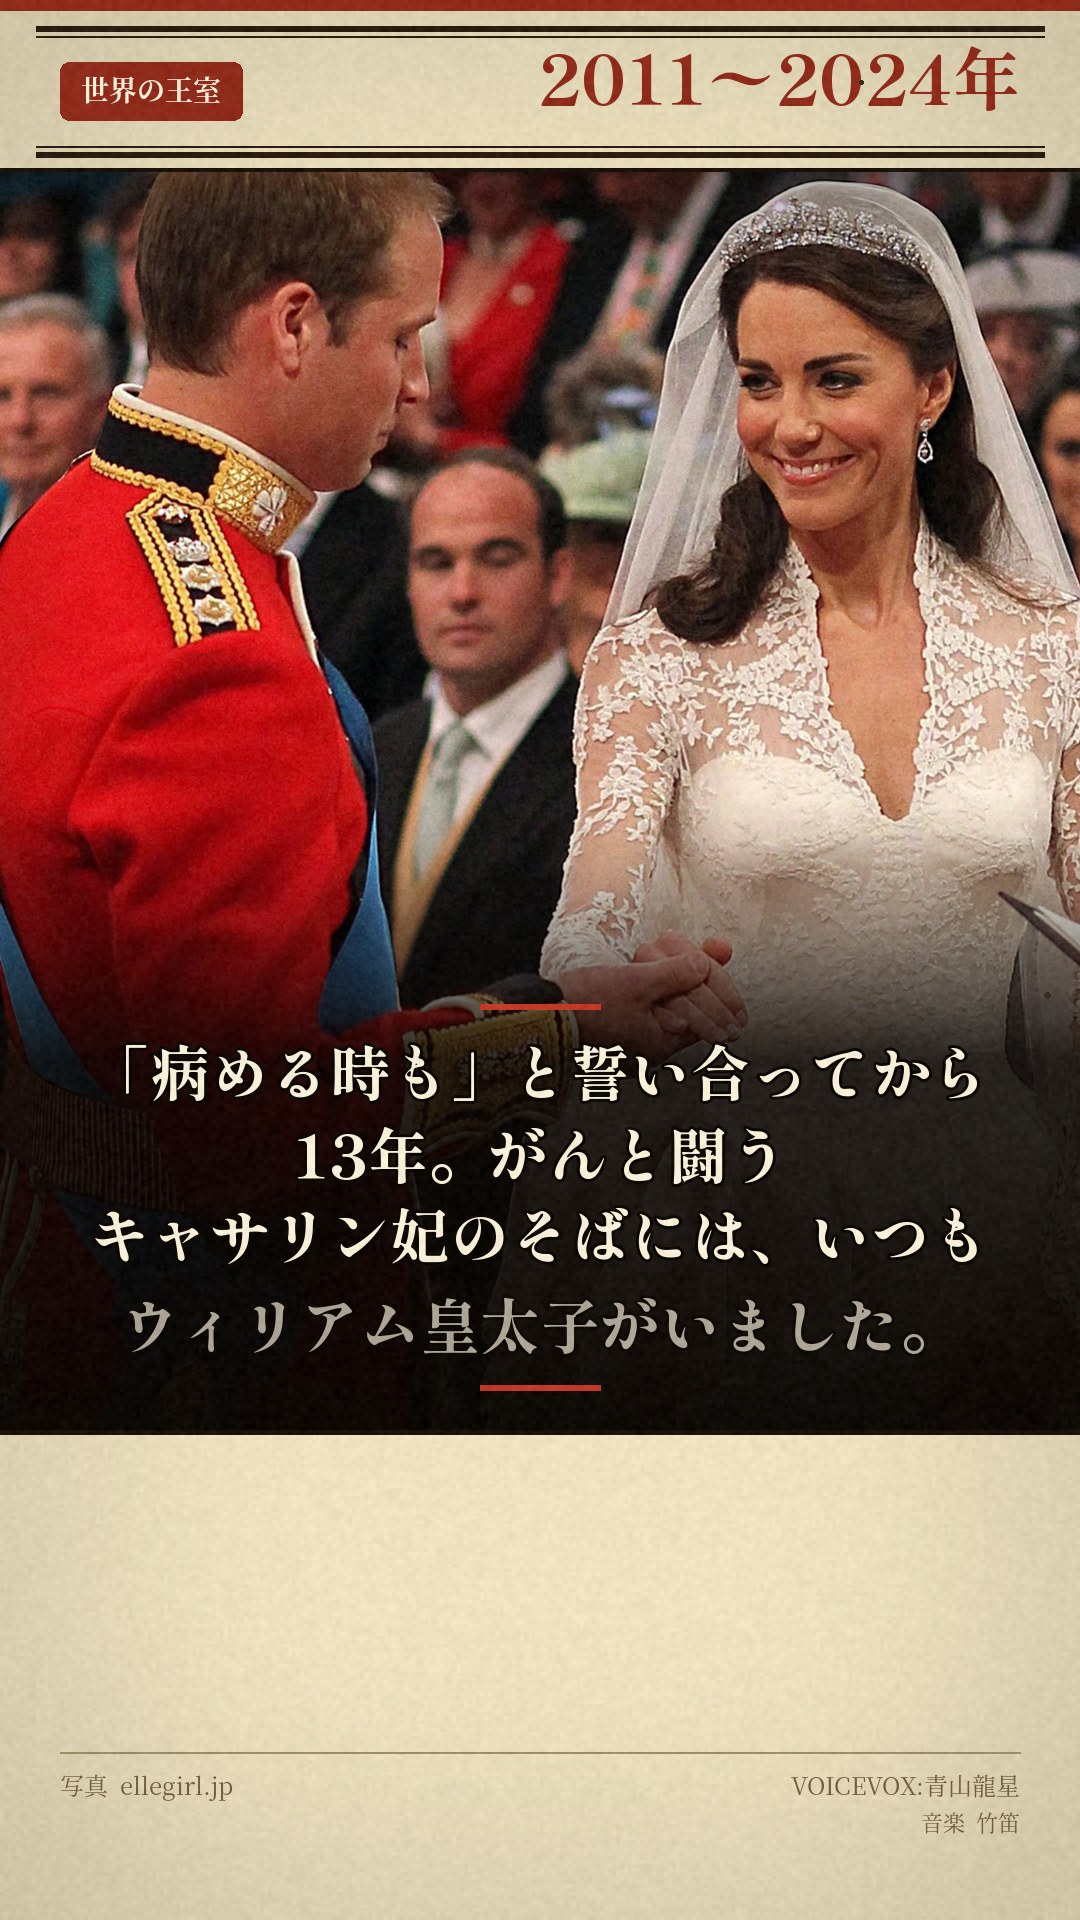 世界の王室
2011〜2024年
「病める時も」と誓い合ってから
13年。がんと闘う
キャサリン妃のそばには、いつも
ウィリアム皇太子がいました。
写真 ellegirl.jp
VOICEVOX:青山龍星
音楽 竹笛